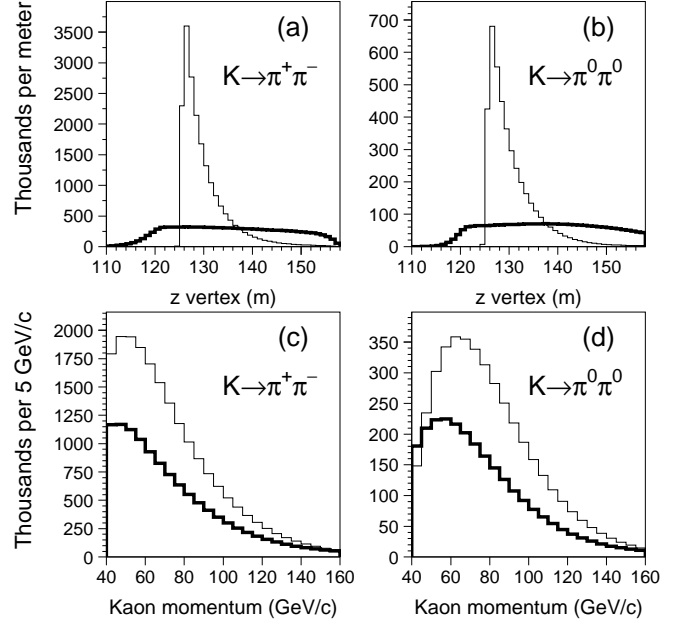 (a)
K→π⁺π⁻
Thousands per meter
3500
3000
2500
2000
1500
1000
500
0
110 120 130 140 150
z vertex (m)
(b)
K→π⁰π⁰
700
600
500
400
300
200
100
0
110 120 130 140 150
z vertex (m)
(c)
K→π⁺π⁻
Thousands per 5 GeV/c
2000
1750
1500
1250
1000
750
500
250
0
40 60 80 100 120 140 160
Kaon momentum (GeV/c)
(d)
K→π⁰π⁰
350
300
250
200
150
100
50
0
40 60 80 100 120 140 160
Kaon momentum (GeV/c)